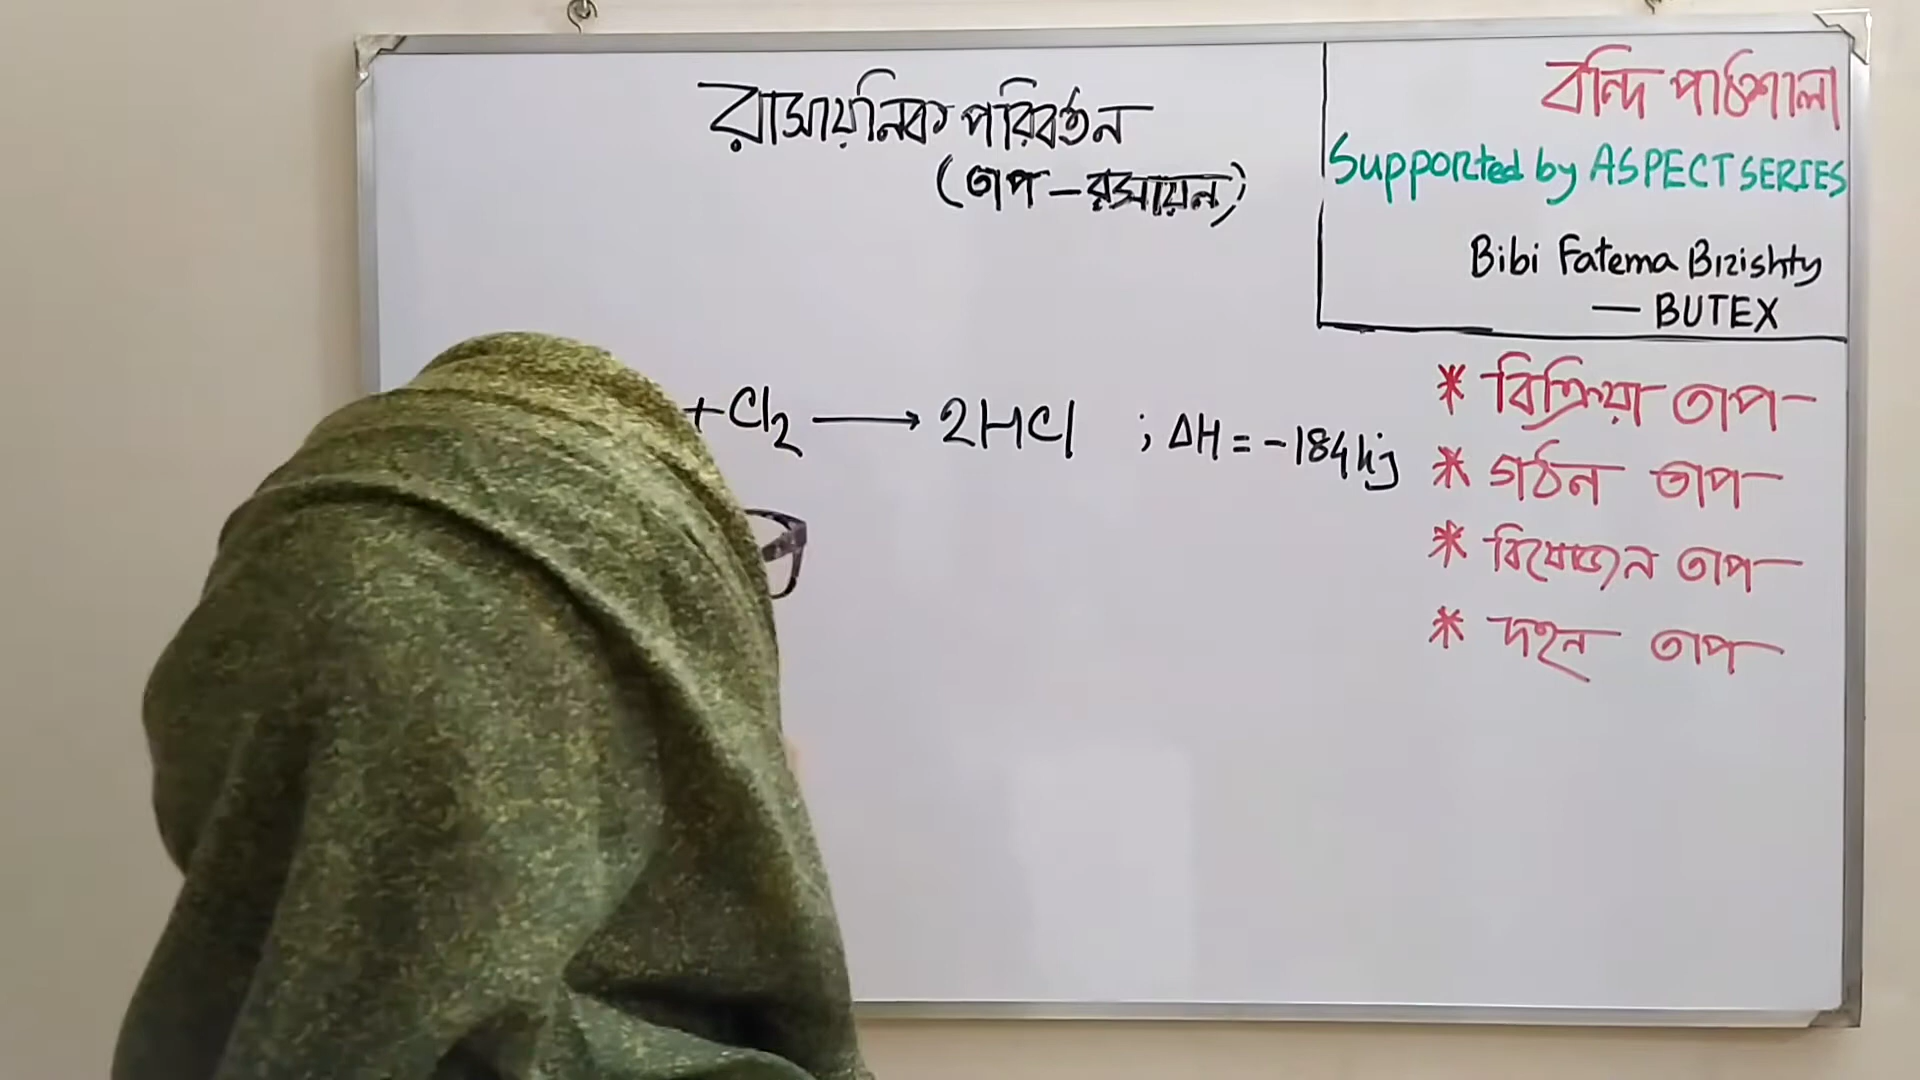 রাসায়নিক পরিবর্তন
(তাপ-রসায়ন)
বন্দি পাঠশালা
Supported by ASPECT SERIES
Bibi Fatema Brishty
— BUTEX
+ Cl₂ ⟶ 2HCl ; ΔH = -184 kj
* বিক্রিয়া তাপ
* গঠন তাপ
* বিযোজন তাপ
* দহন তাপ